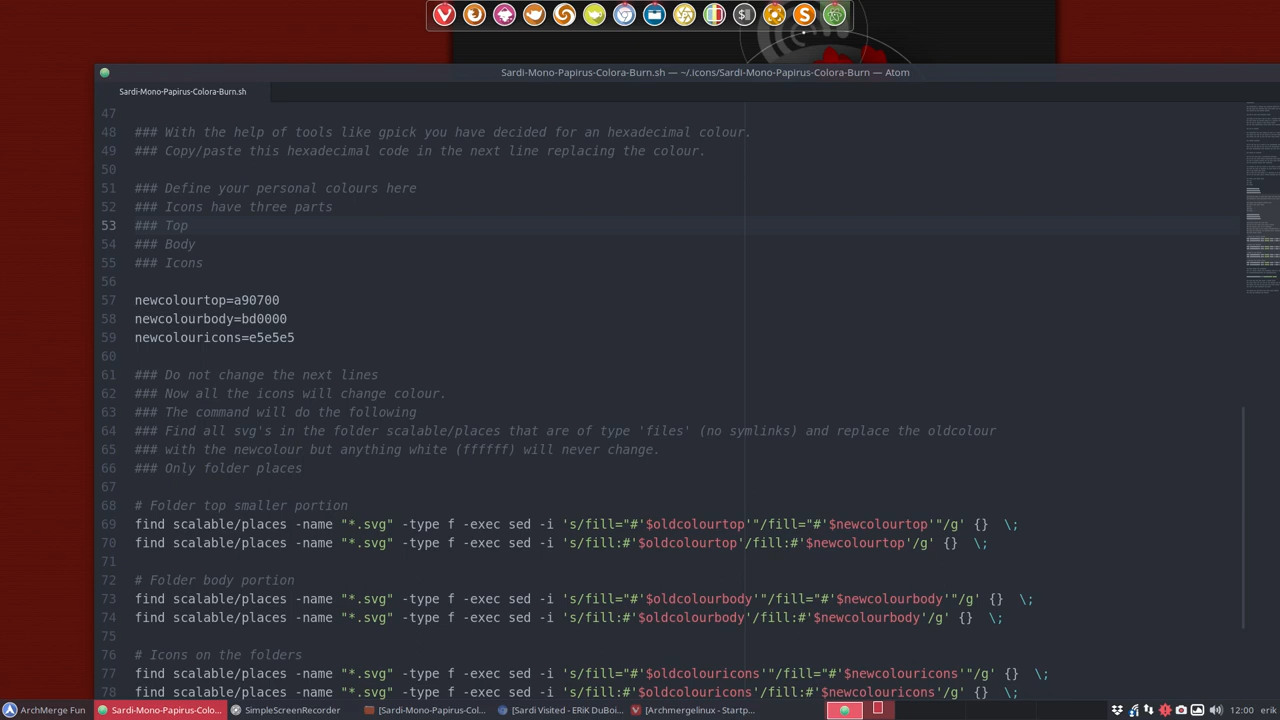 Sardi-Mono-Papirus-Colora-Burn.sh — ~/.icons/Sardi-Mono-Papirus-Colora-Burn — Atom
Sardi-Mono-Papirus-Colora-Burn.sh
47
48 ### With the help of tools like gpick you have decided for an hexadecimal colour.
49 ### Copy/paste this hexadecimal code in the next line replacing the colour.
50
51 ### Define your personal colours here
52 ### Icons have three parts
53 ### Top
54 ### Body
55 ### Icons
56
57 newcolourtop=a90700
58 newcolourbody=bd0000
59 newcolouricons=e5e5e5
60
61 ### Do not change the next lines
62 ### Now all the icons will change colour.
63 ### The command will do the following
64 ### Find all svg's in the folder scalable/places that are of type 'files' (no symlinks) and replace the oldcolour
65 ### with the newcolour but anything white (ffffff) will never change.
66 ### Only folder places
67
68 # Folder top smaller portion
69 find scalable/places -name "*.svg" -type f -exec sed -i 's/fill="#'$oldcolourtop'"/fill="#'$newcolourtop'"/g' {}  \;
70 find scalable/places -name "*.svg" -type f -exec sed -i 's/fill:#'$oldcolourtop'/fill:#'$newcolourtop'/g' {}  \;
71
72 # Folder body portion
73 find scalable/places -name "*.svg" -type f -exec sed -i 's/fill="#'$oldcolourbody'"/fill="#'$newcolourbody'"/g' {}  \;
74 find scalable/places -name "*.svg" -type f -exec sed -i 's/fill:#'$oldcolourbody'/fill:#'$newcolourbody'/g' {}  \;
75
76 # Icons on the folders
77 find scalable/places -name "*.svg" -type f -exec sed -i 's/fill="#'$oldcolouricons'"/fill="#'$newcolouricons'"/g' {}  \;
78 find scalable/places -name "*.svg" -type f -exec sed -i 's/fill:#'$oldcolouricons'/fill:#'$newcolouricons'/g' {}  \;
ArchMerge Fun Sardi-Mono-Papirus-Colo... SimpleScreenRecorder [Sardi-Mono-Papirus-Col... [Sardi Visited - ERiK DuBoi... [Archmergelinux - Startp... 12:00 erik